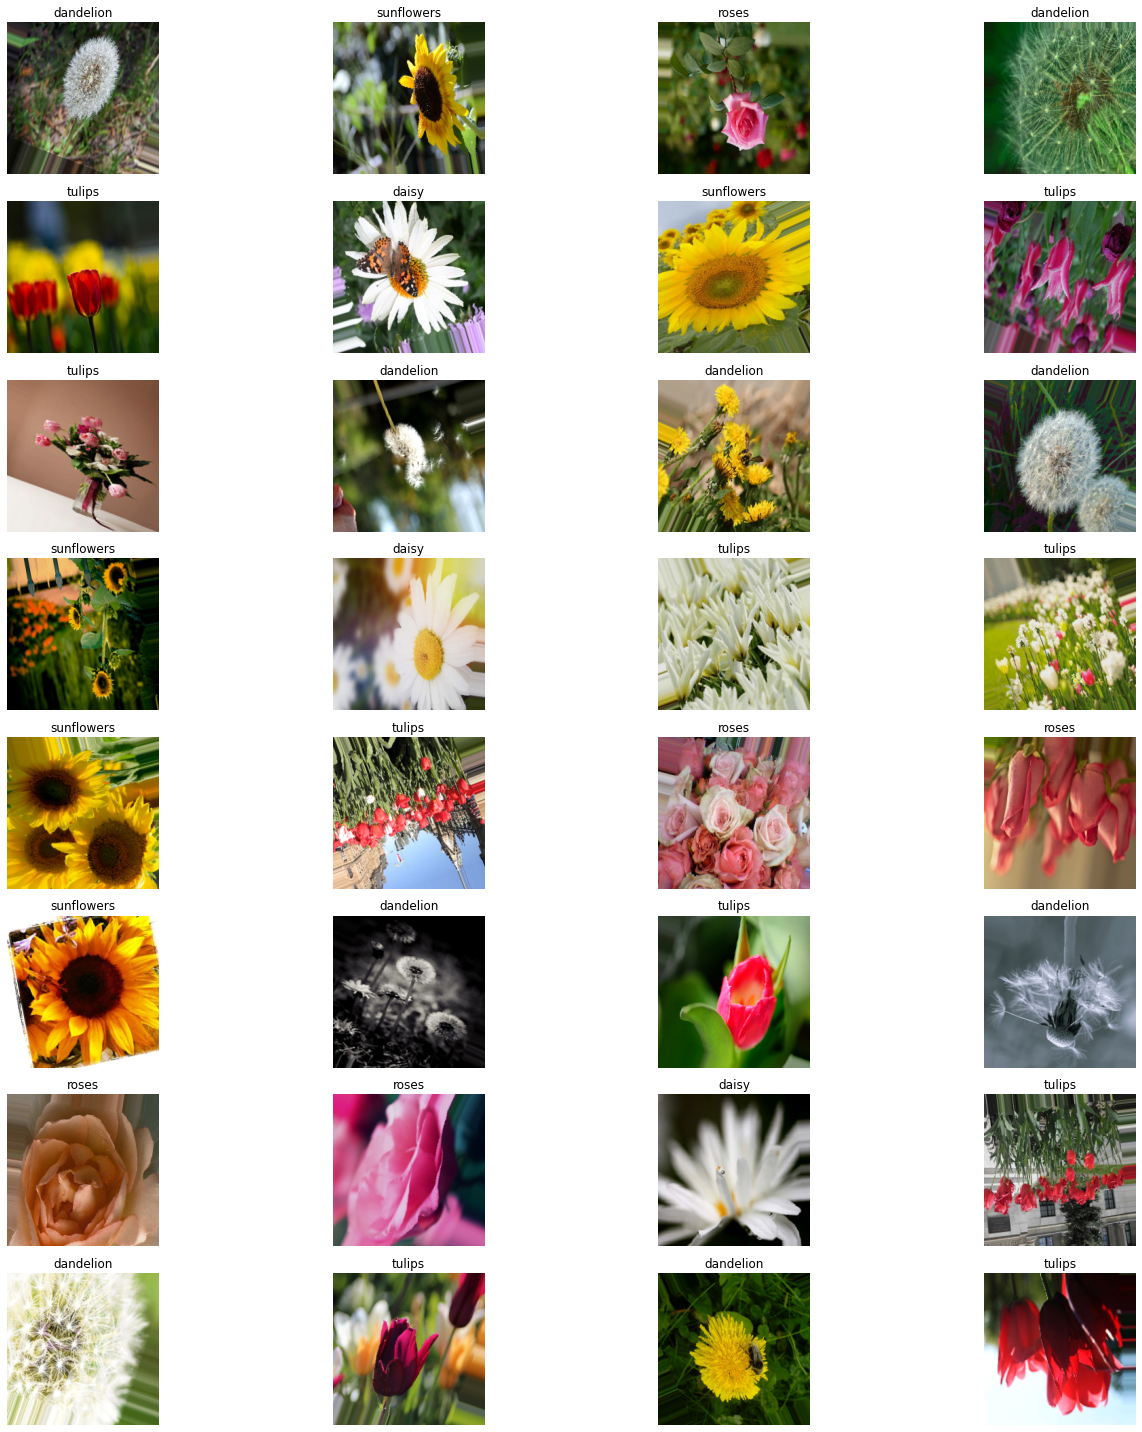 dandelion sunflowers roses dandelion
tulips daisy sunflowers tulips
tulips dandelion dandelion dandelion
sunflowers daisy tulips tulips
sunflowers tulips roses roses
sunflowers dandelion tulips dandelion
roses roses daisy tulips
dandelion tulips dandelion tulips